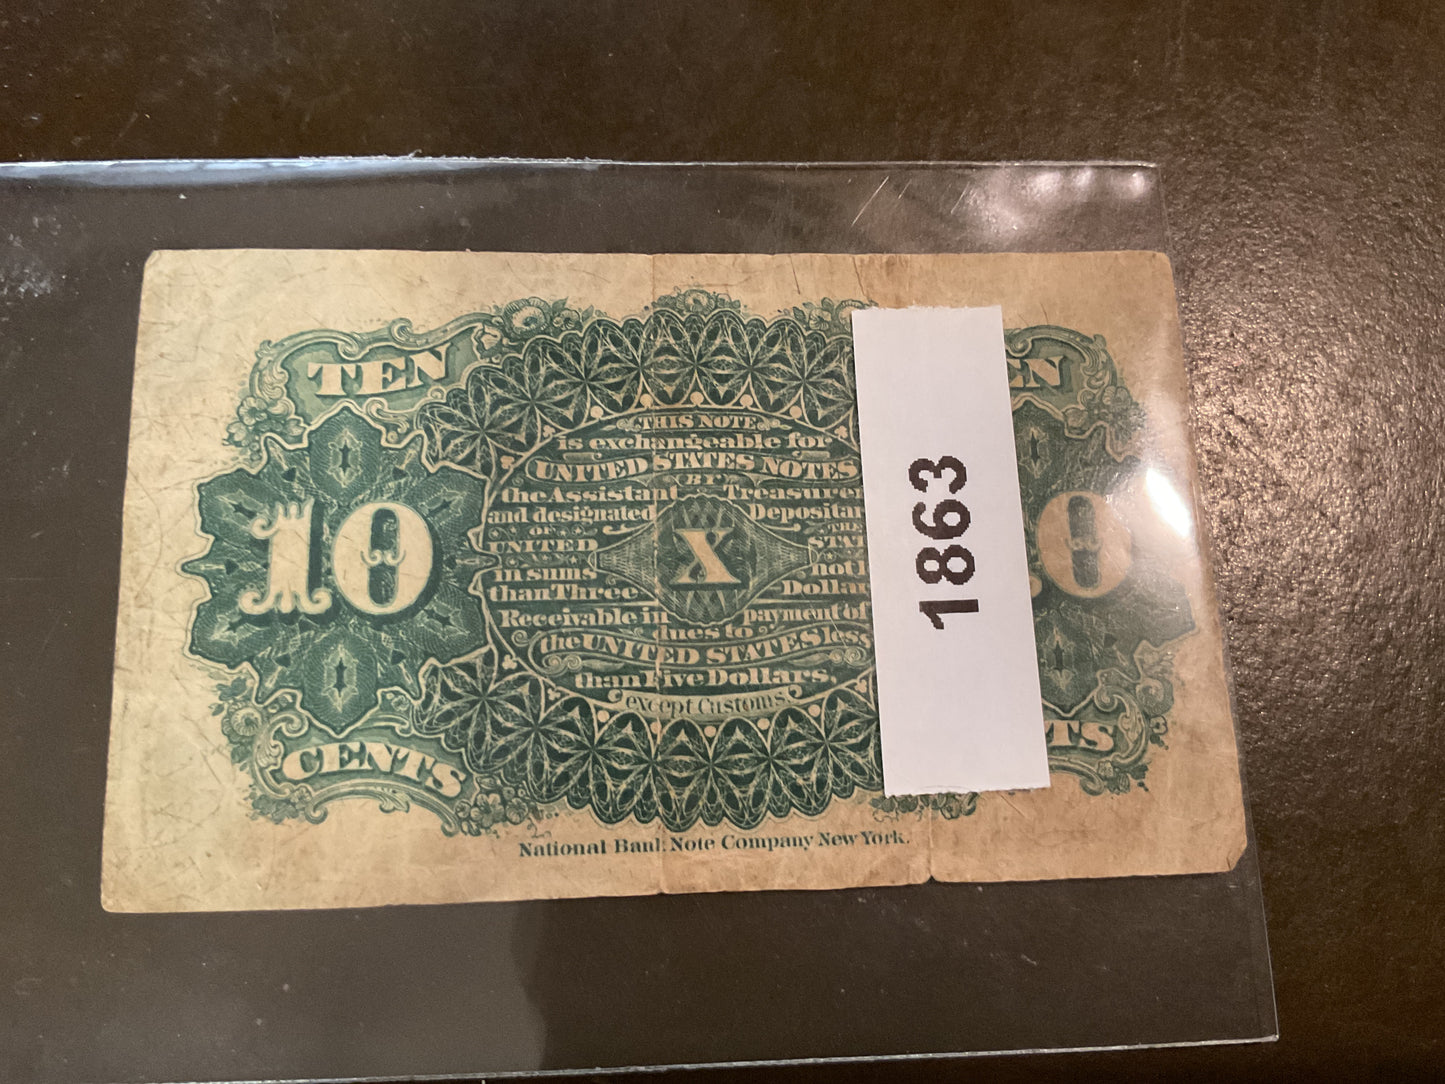 TEN
EN
10
0
THIS NOTE
is exchangeable for
UNITED STATES NOTES
BY
the Assistant Treasurer
and designated Depositar
OF THE
UNITED STAT
in sums not l
than Three Dollar
X
Receivable in payment of
dues to
the UNITED STATES less
than Five Dollars,
except Customs
CENTS
TS
National Bank Note Company New York.
1863